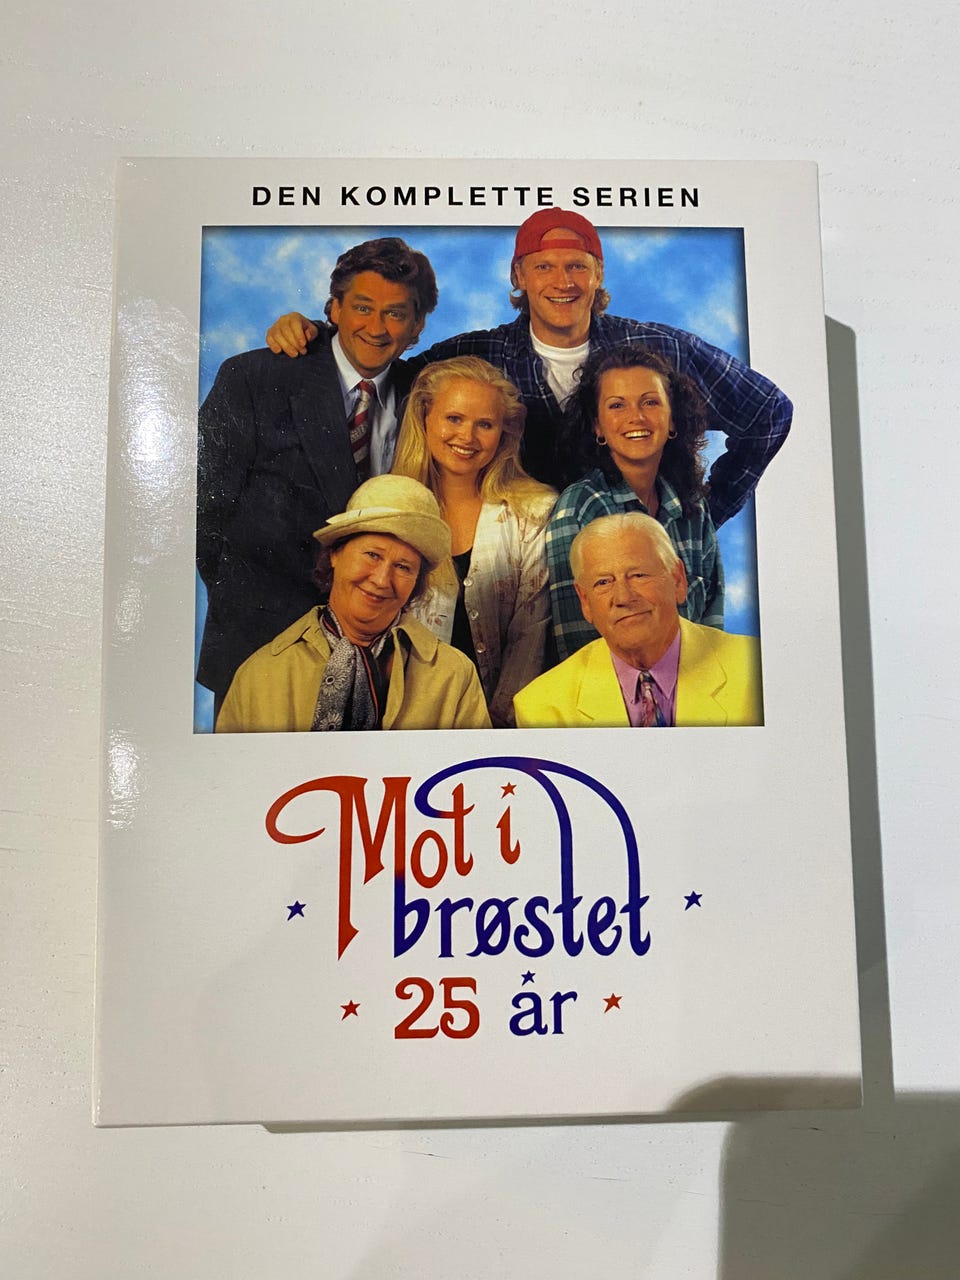 DEN KOMPLETTE SERIEN
Mot i
brøstet
25 år